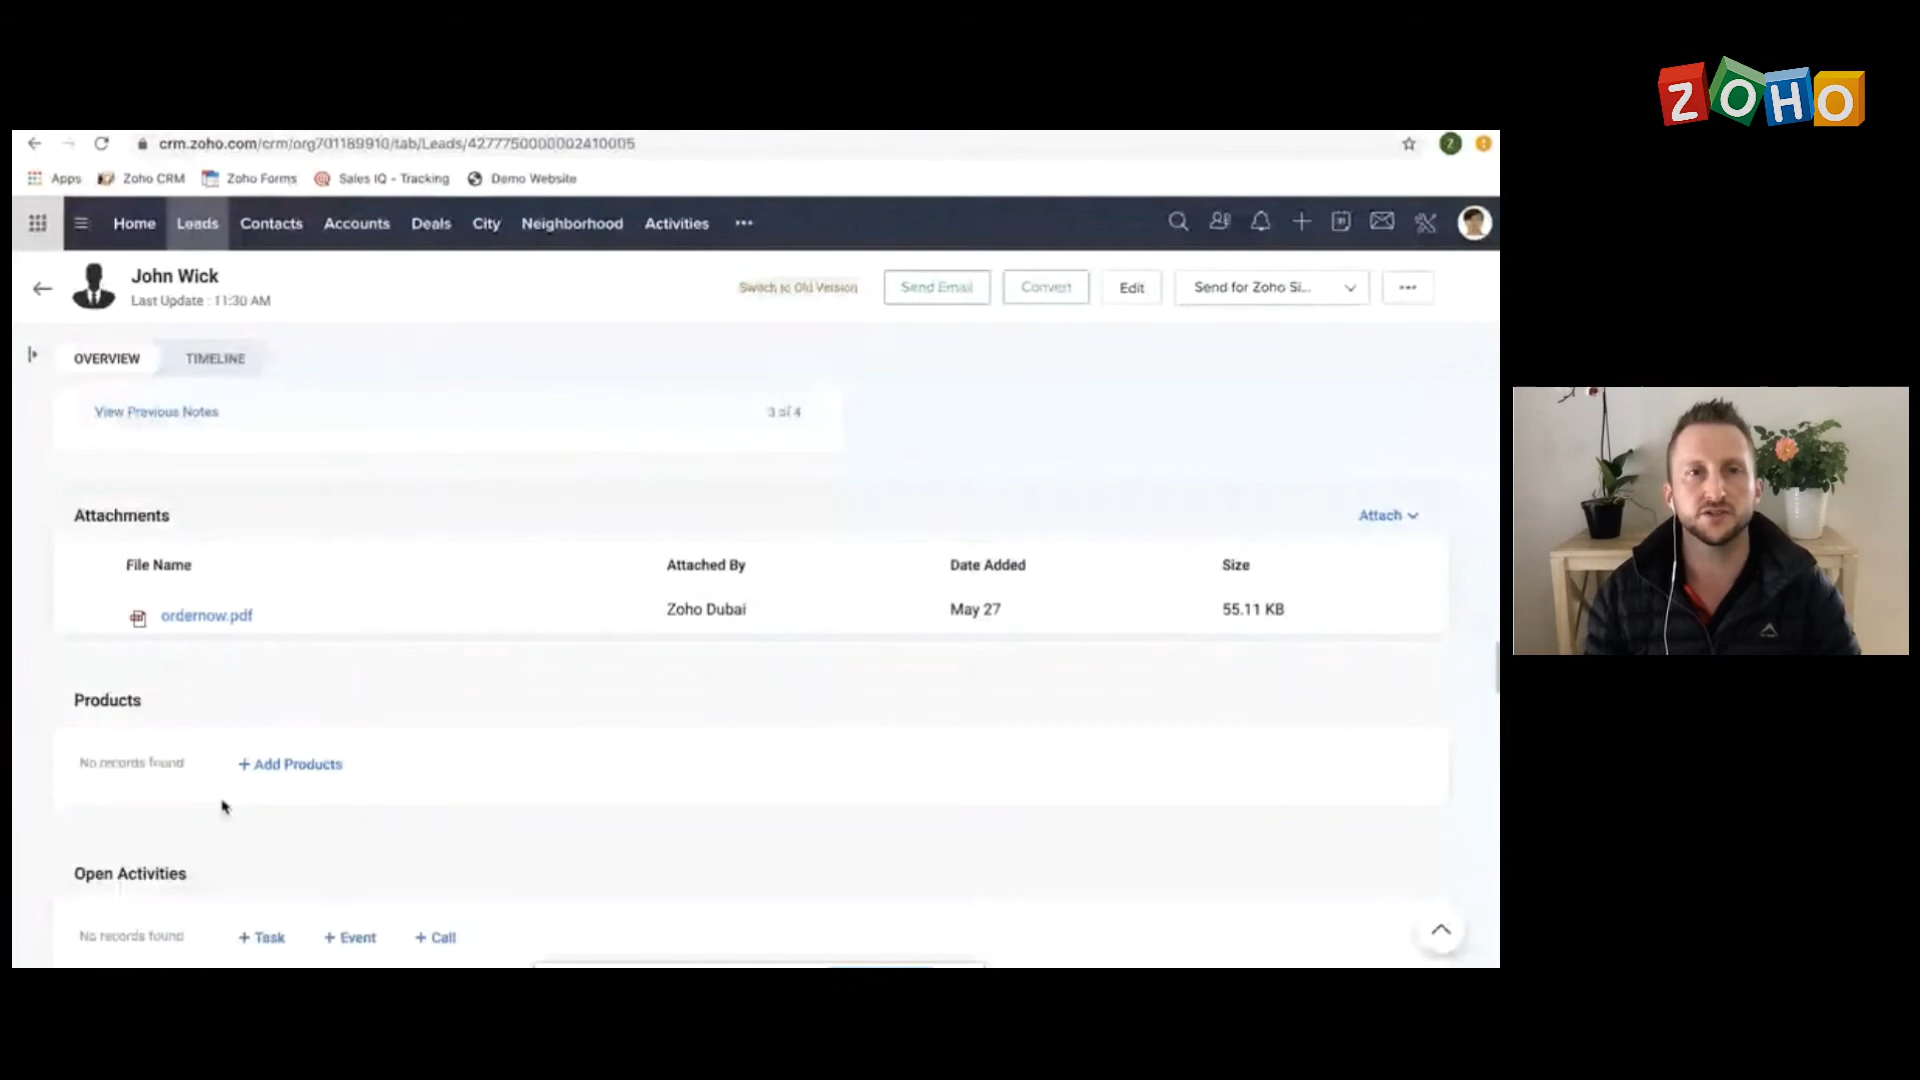 ZOHO
crm.zoho.com/crm/org701189910/tab/Leads/4277750000002410005
Z
Apps Zoho CRM Zoho Forms Sales IQ - Tracking Demo Website
Home Leads Contacts Accounts Deals City Neighborhood Activities •••
John Wick
Last Update : 11:30 AM
Switch to Old Version Send Email Convert Edit Send for Zoho Si... •••
OVERVIEW TIMELINE
View Previous Notes 3 of 4
Attachments Attach
File Name Attached By Date Added Size
ordernow.pdf Zoho Dubai May 27 55.11 KB
Products
No records found + Add Products
Open Activities
No records found + Task + Event + Call